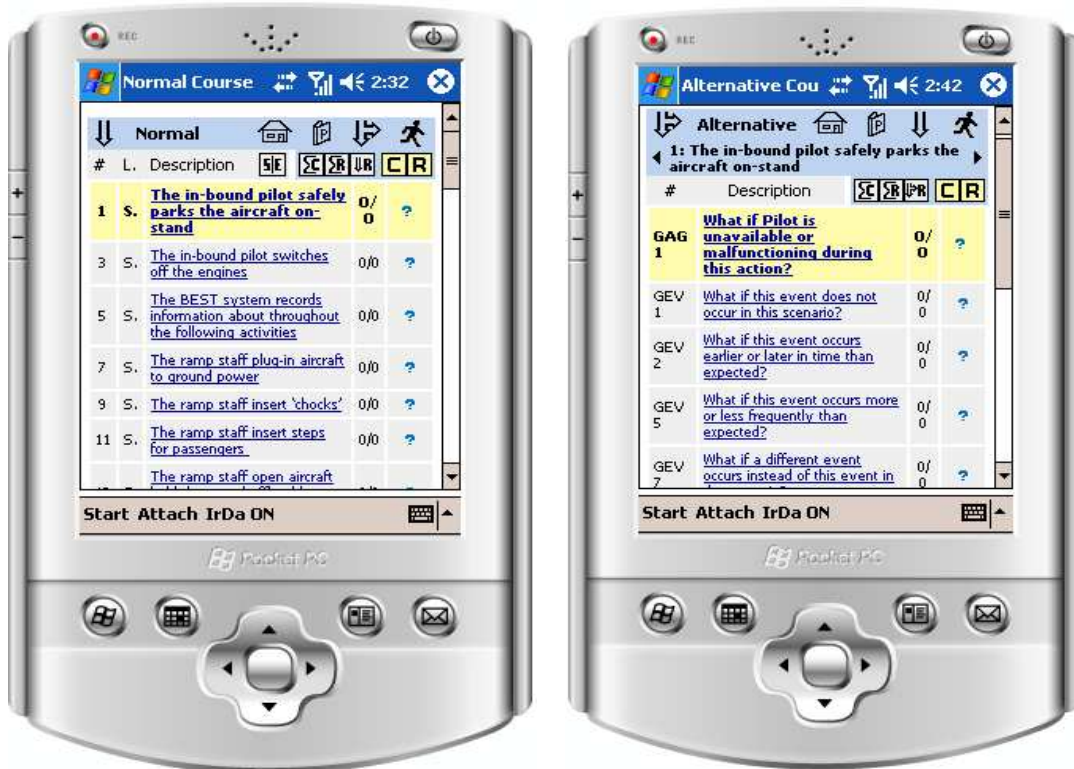 REC
Normal Course 2:32
Normal
# L. Description S|E ΣC ΣR ⇓R C R
1 S. The in-bound pilot safely
parks the aircraft on-
stand
0/
0
?
3 S. The in-bound pilot switches
off the engines
0/0 ?
5 S. The BEST system records
information about throughout
the following activities
0/0 ?
7 S. The ramp staff plug-in aircraft
to ground power
0/0 ?
9 S. The ramp staff insert 'chocks' 0/0 ?
11 S. The ramp staff insert steps
for passengers
0/0 ?
The ramp staff open aircraft
Start Attach IrDa ON
Pocket PC
REC
Alternative Cou 2:42
Alternative
1: The in-bound pilot safely parks the
aircraft on-stand
# Description ΣC ΣR R C R
GAG
1
What if Pilot is
unavailable or
malfunctioning during
this action?
0/
0
?
GEV
1
What if this event does not
occur in this scenario?
0/
0
?
GEV
2
What if this event occurs
earlier or later in time than
expected?
0/
0
?
GEV
5
What if this event occurs more
or less frequently than
expected?
0/
0
?
GEV
7
What if a different event
occurs instead of this event in
0/
0
?
Start Attach IrDa ON
Pocket PC